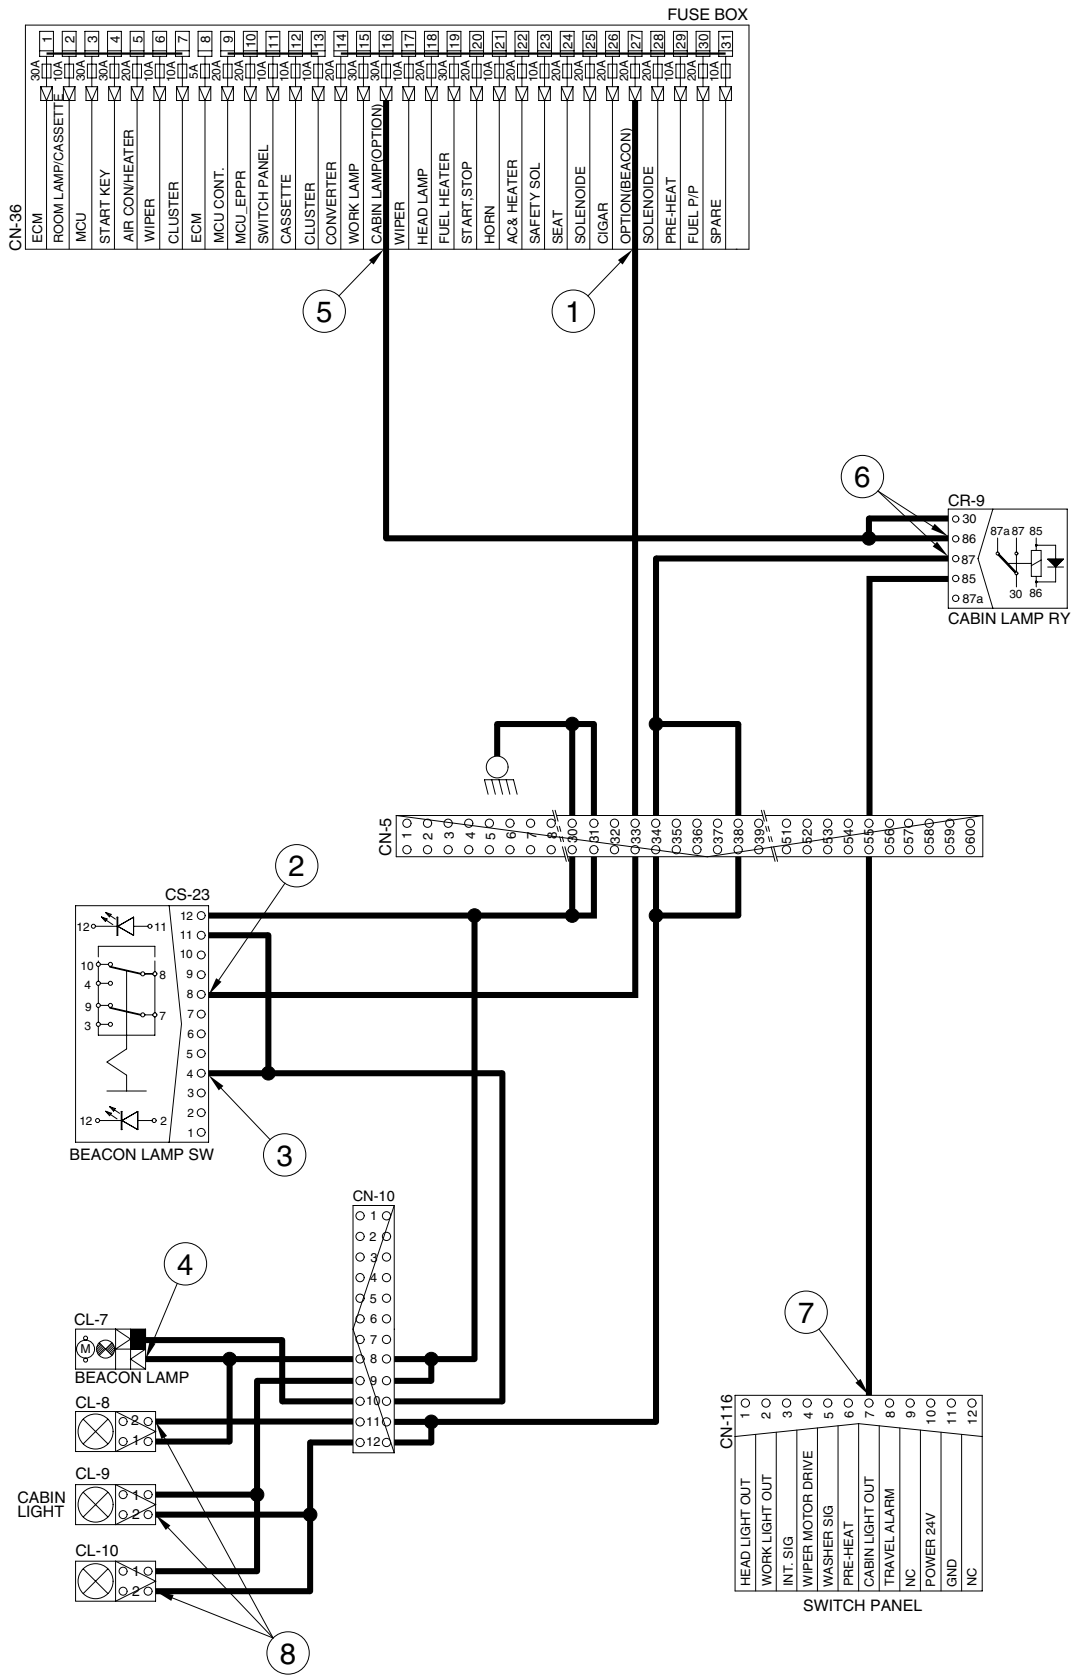 FUSE BOX
1 2 3 4 5 6 7 8 9 10 11 12 13 14 15 16 17 18 19 20 21 22 23 24 25 26 27 28 29 30 31
30A 10A 30A 30A 20A 10A 10A 5A 20A 20A 10A 10A 10A 20A 30A 30A 10A 20A 30A 20A 10A 20A 10A 20A 20A 20A 20A 20A 10A 20A 10A
CN-36
ECM
ROOM LAMP/CASSETTE
MCU
START KEY
AIR CON/HEATER
WIPER
CLUSTER
ECM
MCU CONT.
MCU_EPPR
SWITCH PANEL
CASSETTE
CLUSTER
CONVERTER
WORK LAMP
CABIN LAMP(OPTION)
WIPER
HEAD LAMP
FUEL HEATER
START,STOP
HORN
AC& HEATER
SAFETY SOL
SEAT
SOLENOIDE
CIGAR
OPTION(BEACON)
SOLENOIDE
PRE-HEAT
FUEL P/P
SPARE
5
1
6
CR-9
30
86
87
85
87a
87a 87 85
30 86
CABIN LAMP RY
CN-5
1 2 3 4 5 6 7 8 30 31 32 33 34 35 36 37 38 39 51 52 53 54 55 56 57 58 59 60
2
CS-23
12
11
10
9
8
7
6
5
4
3
2
1
12 11
10 8
4
9 7
3
12 2
BEACON LAMP SW
3
CN-10
1
2
3
4
5
6
7
8
9
10
11
12
4
CL-7
M
BEACON LAMP
CL-8
2
1
CL-9
1
2
CABIN
LIGHT
CL-10
1
2
8
7
CN-116
1 2 3 4 5 6 7 8 9 10 11 12
HEAD LIGHT OUT
WORK LIGHT OUT
INT. SIG
WIPER MOTOR DRIVE
WASHER SIG
PRE-HEAT
CABIN LIGHT OUT
TRAVEL ALARM
NC
POWER 24V
GND
NC
SWITCH PANEL